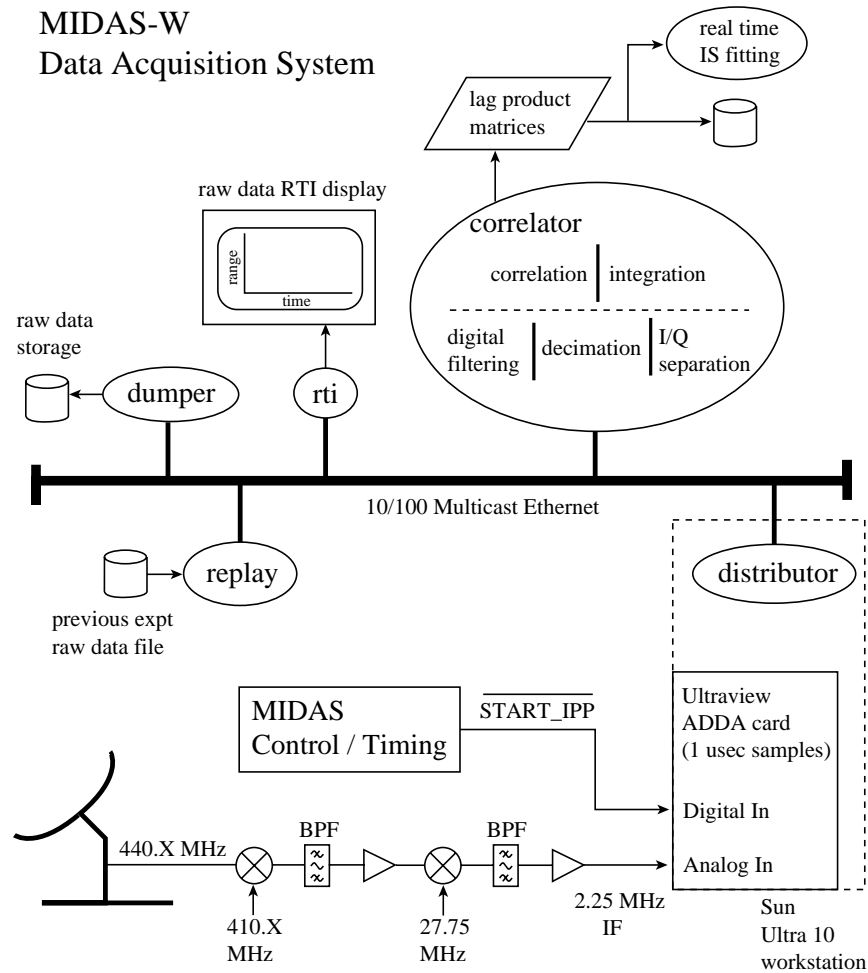 MIDAS-W
Data Acquisition System
real time
IS fitting
lag product
matrices
raw data RTI display
range
time
correlator
correlation
integration
digital
filtering
decimation
I/Q
separation
raw data
storage
dumper
rti
10/100 Multicast Ethernet
replay
distributor
previous expt
raw data file
MIDAS
Control / Timing
START_IPP
Ultraview
ADDA card
(1 usec samples)
Digital In
Analog In
440.X MHz
BPF
BPF
410.X
MHz
27.75
MHz
2.25 MHz
IF
Sun
Ultra 10
workstation